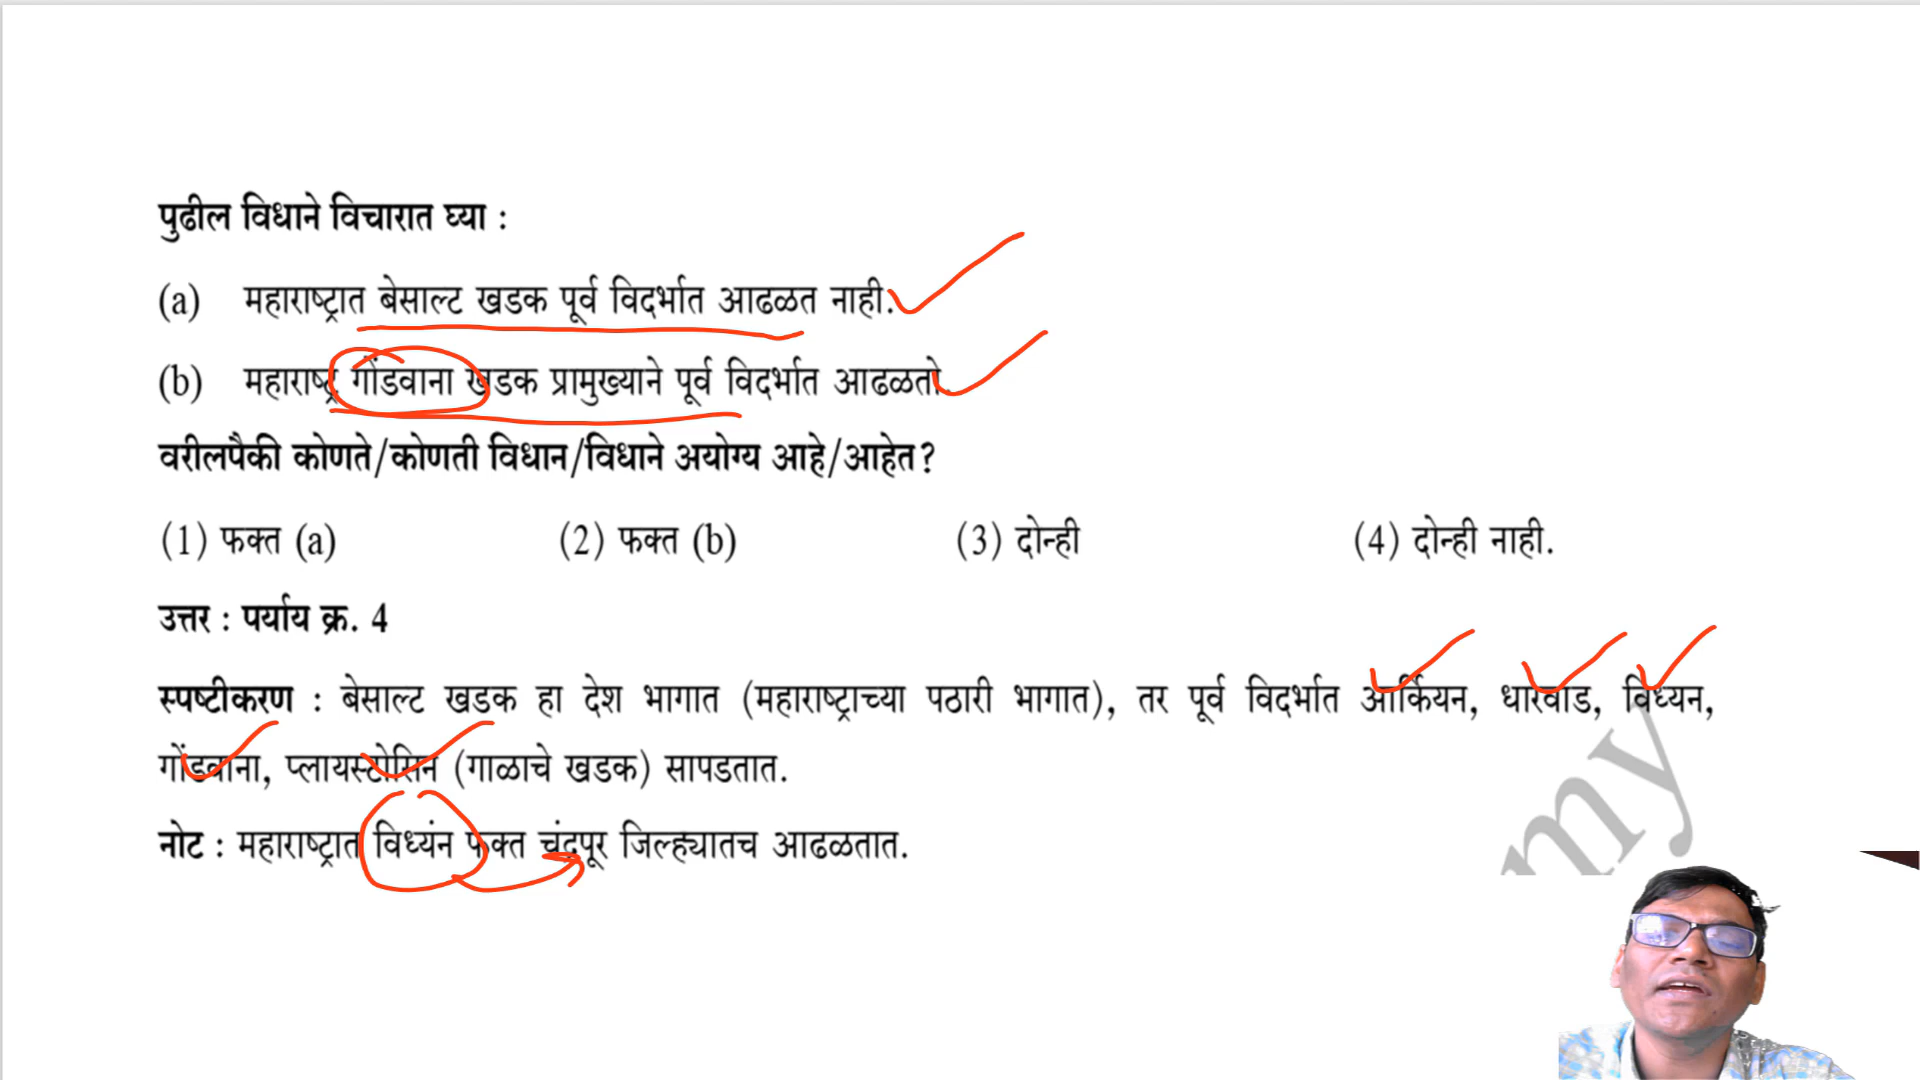 पुढील विधाने विचारात घ्या :
(a) महाराष्ट्रात बेसाल्ट खडक पूर्व विदर्भात आढळत नाही.
(b) महाराष्ट्र गोंडवाना खडक प्रामुख्याने पूर्व विदर्भात आढळतो.
वरीलपैकी कोणते/कोणती विधान/विधाने अयोग्य आहे/आहेत?
(1) फक्त (a) (2) फक्त (b) (3) दोन्ही (4) दोन्ही नाही.
उत्तर : पर्याय क्र. 4
स्पष्टीकरण : बेसाल्ट खडक हा देश भागात (महाराष्ट्राच्या पठारी भागात), तर पूर्व विदर्भात आर्कियन, धारवाड, विध्यन,
गोंडवाना, प्लायस्टोसिन (गाळाचे खडक) सापडतात.
नोट : महाराष्ट्रात विध्यंन फक्त चंद्रपूर जिल्ह्यातच आढळतात.
my